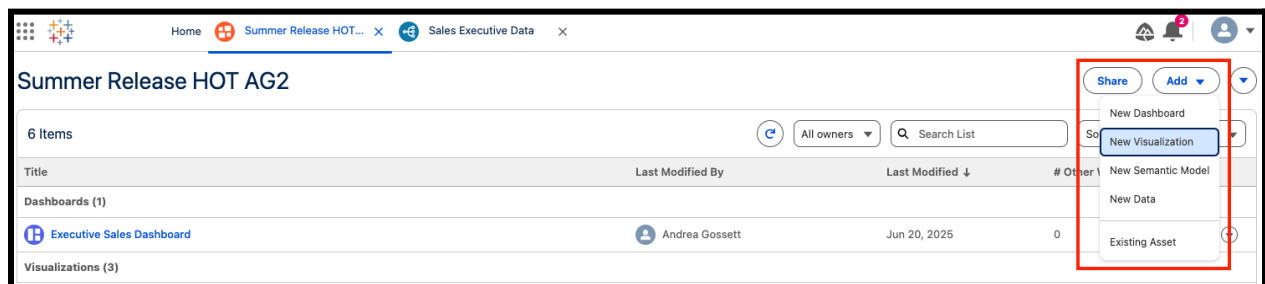 Home Summer Release HOT... Sales Executive Data 2
Summer Release HOT AG2 Share Add
6 Items All owners Search List So
New Dashboard
New Visualization
Title Last Modified By Last Modified ↓ # Other
New Semantic Model
Dashboards (1)
New Data
Executive Sales Dashboard Andrea Gossett Jun 20, 2025 0
Existing Asset
Visualizations (3)